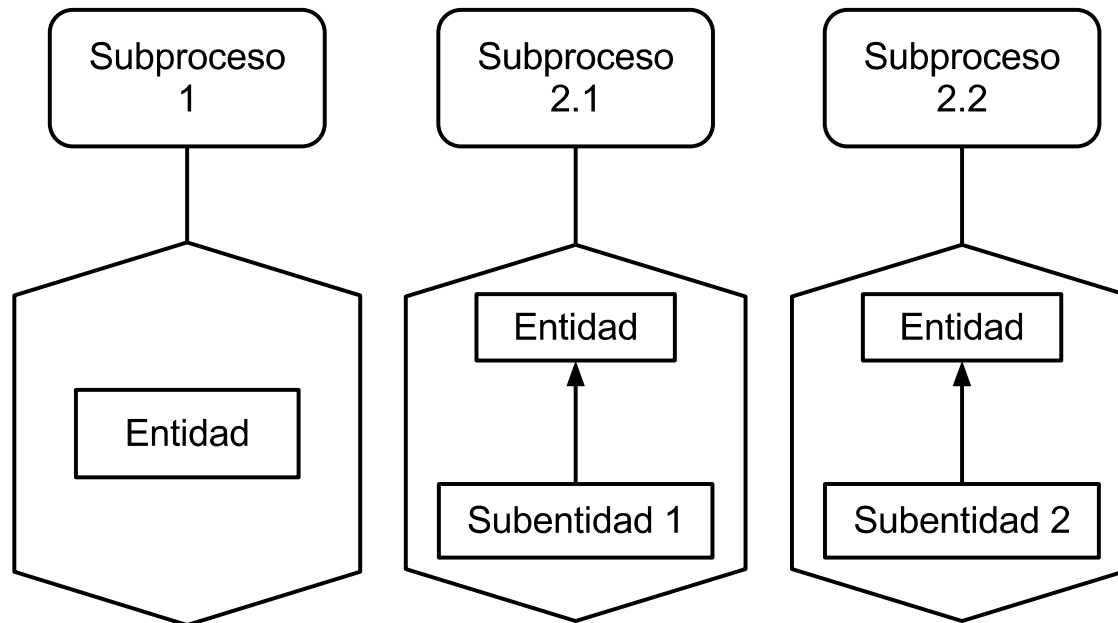 Subproceso
1
Subproceso
2.1
Subproceso
2.2
Entidad
Entidad
Entidad
Subentidad 1
Subentidad 2